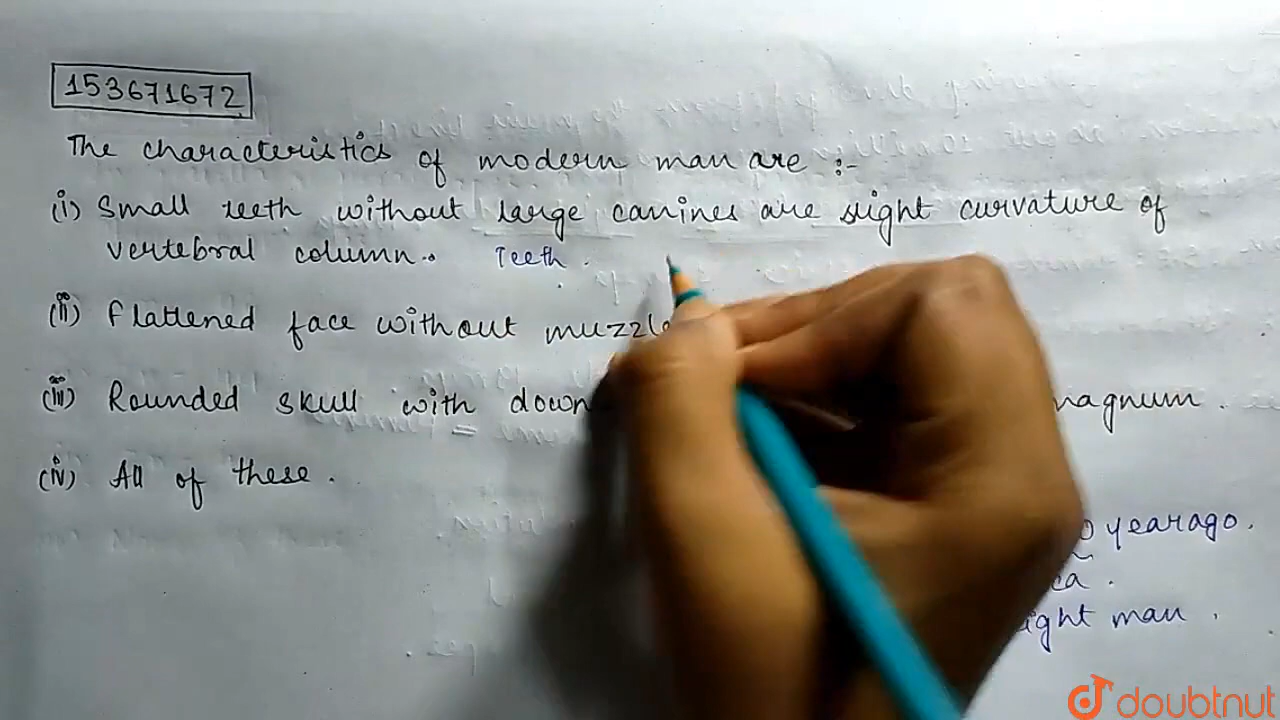 153671672
The characteristics of modern man are :-
(i) Small teeth without large canines are slight curvature of
vertebral column.
Teeth.
(ii) Flattened face without muzzle
(iii) Rounded skull with down magnum.
(iv) All of these.
0 year ago.
ca.
ight man.
doubtnut